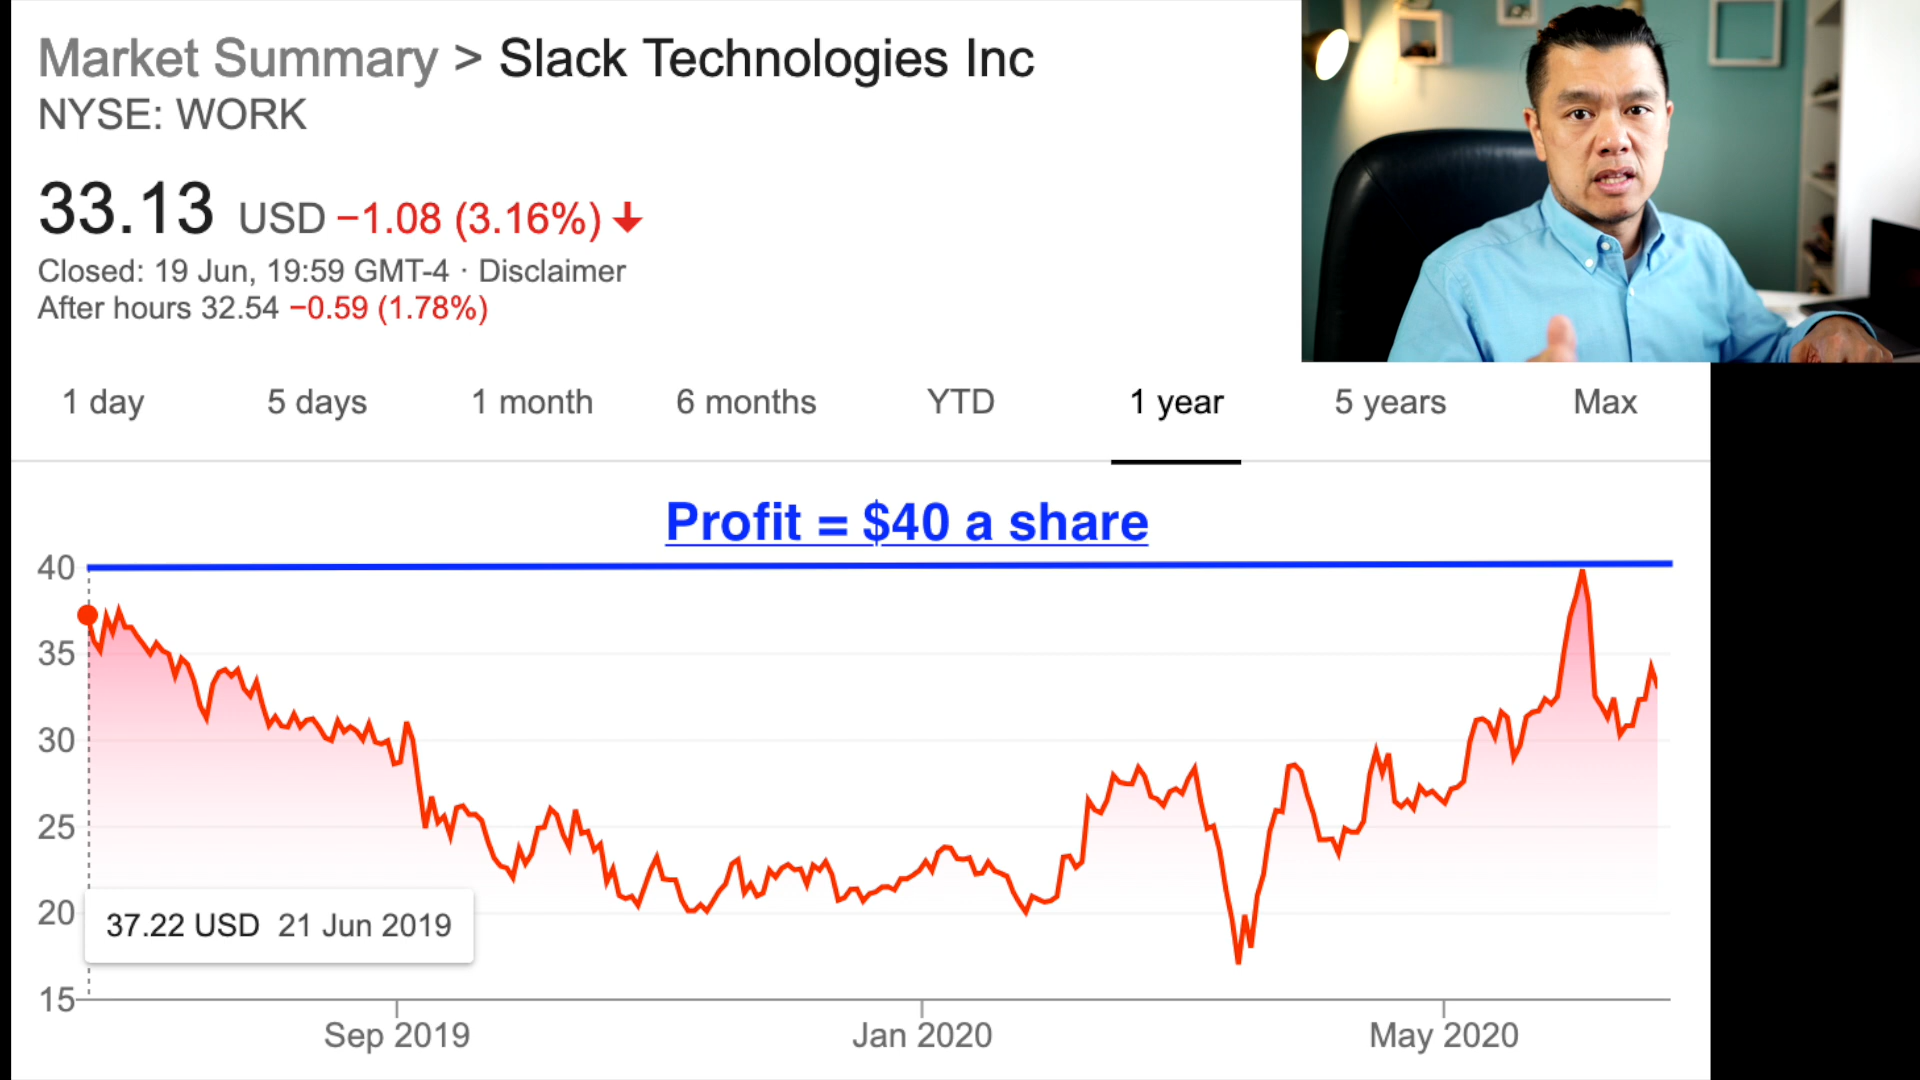 Market Summary > Slack Technologies Inc
NYSE: WORK
33.13 USD −1.08 (3.16%)
Closed: 19 Jun, 19:59 GMT-4 · Disclaimer
After hours 32.54 −0.59 (1.78%)
1 day 5 days 1 month 6 months YTD 1 year 5 years Max
Profit = $40 a share
40
35
30
25
20
37.22 USD 21 Jun 2019
15
Sep 2019 Jan 2020 May 2020